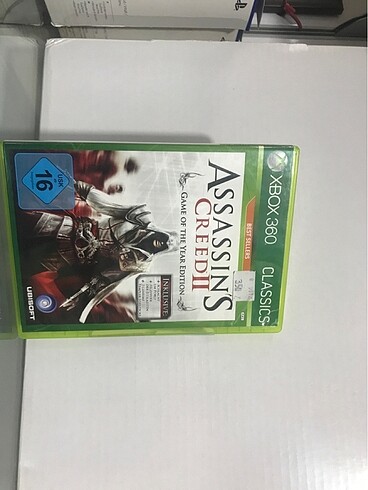 XBOX 360
CLASSICS
BEST SELLERS
ASSASSIN'S
CREED II
GAME OF THE YEAR EDITION
INKLUSIVE:
USK
16
UBISOFT